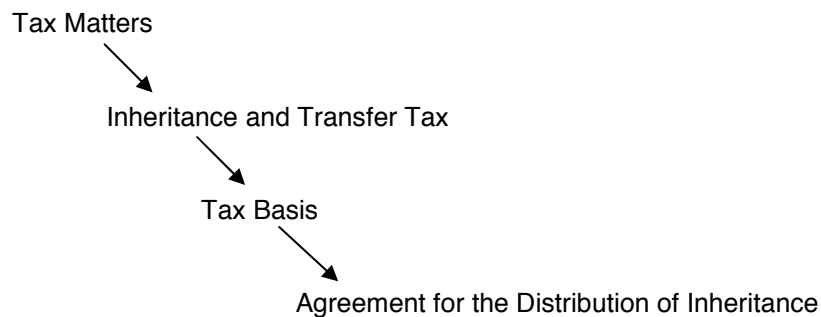 Tax Matters
Inheritance and Transfer Tax
Tax Basis
Agreement for the Distribution of Inheritance